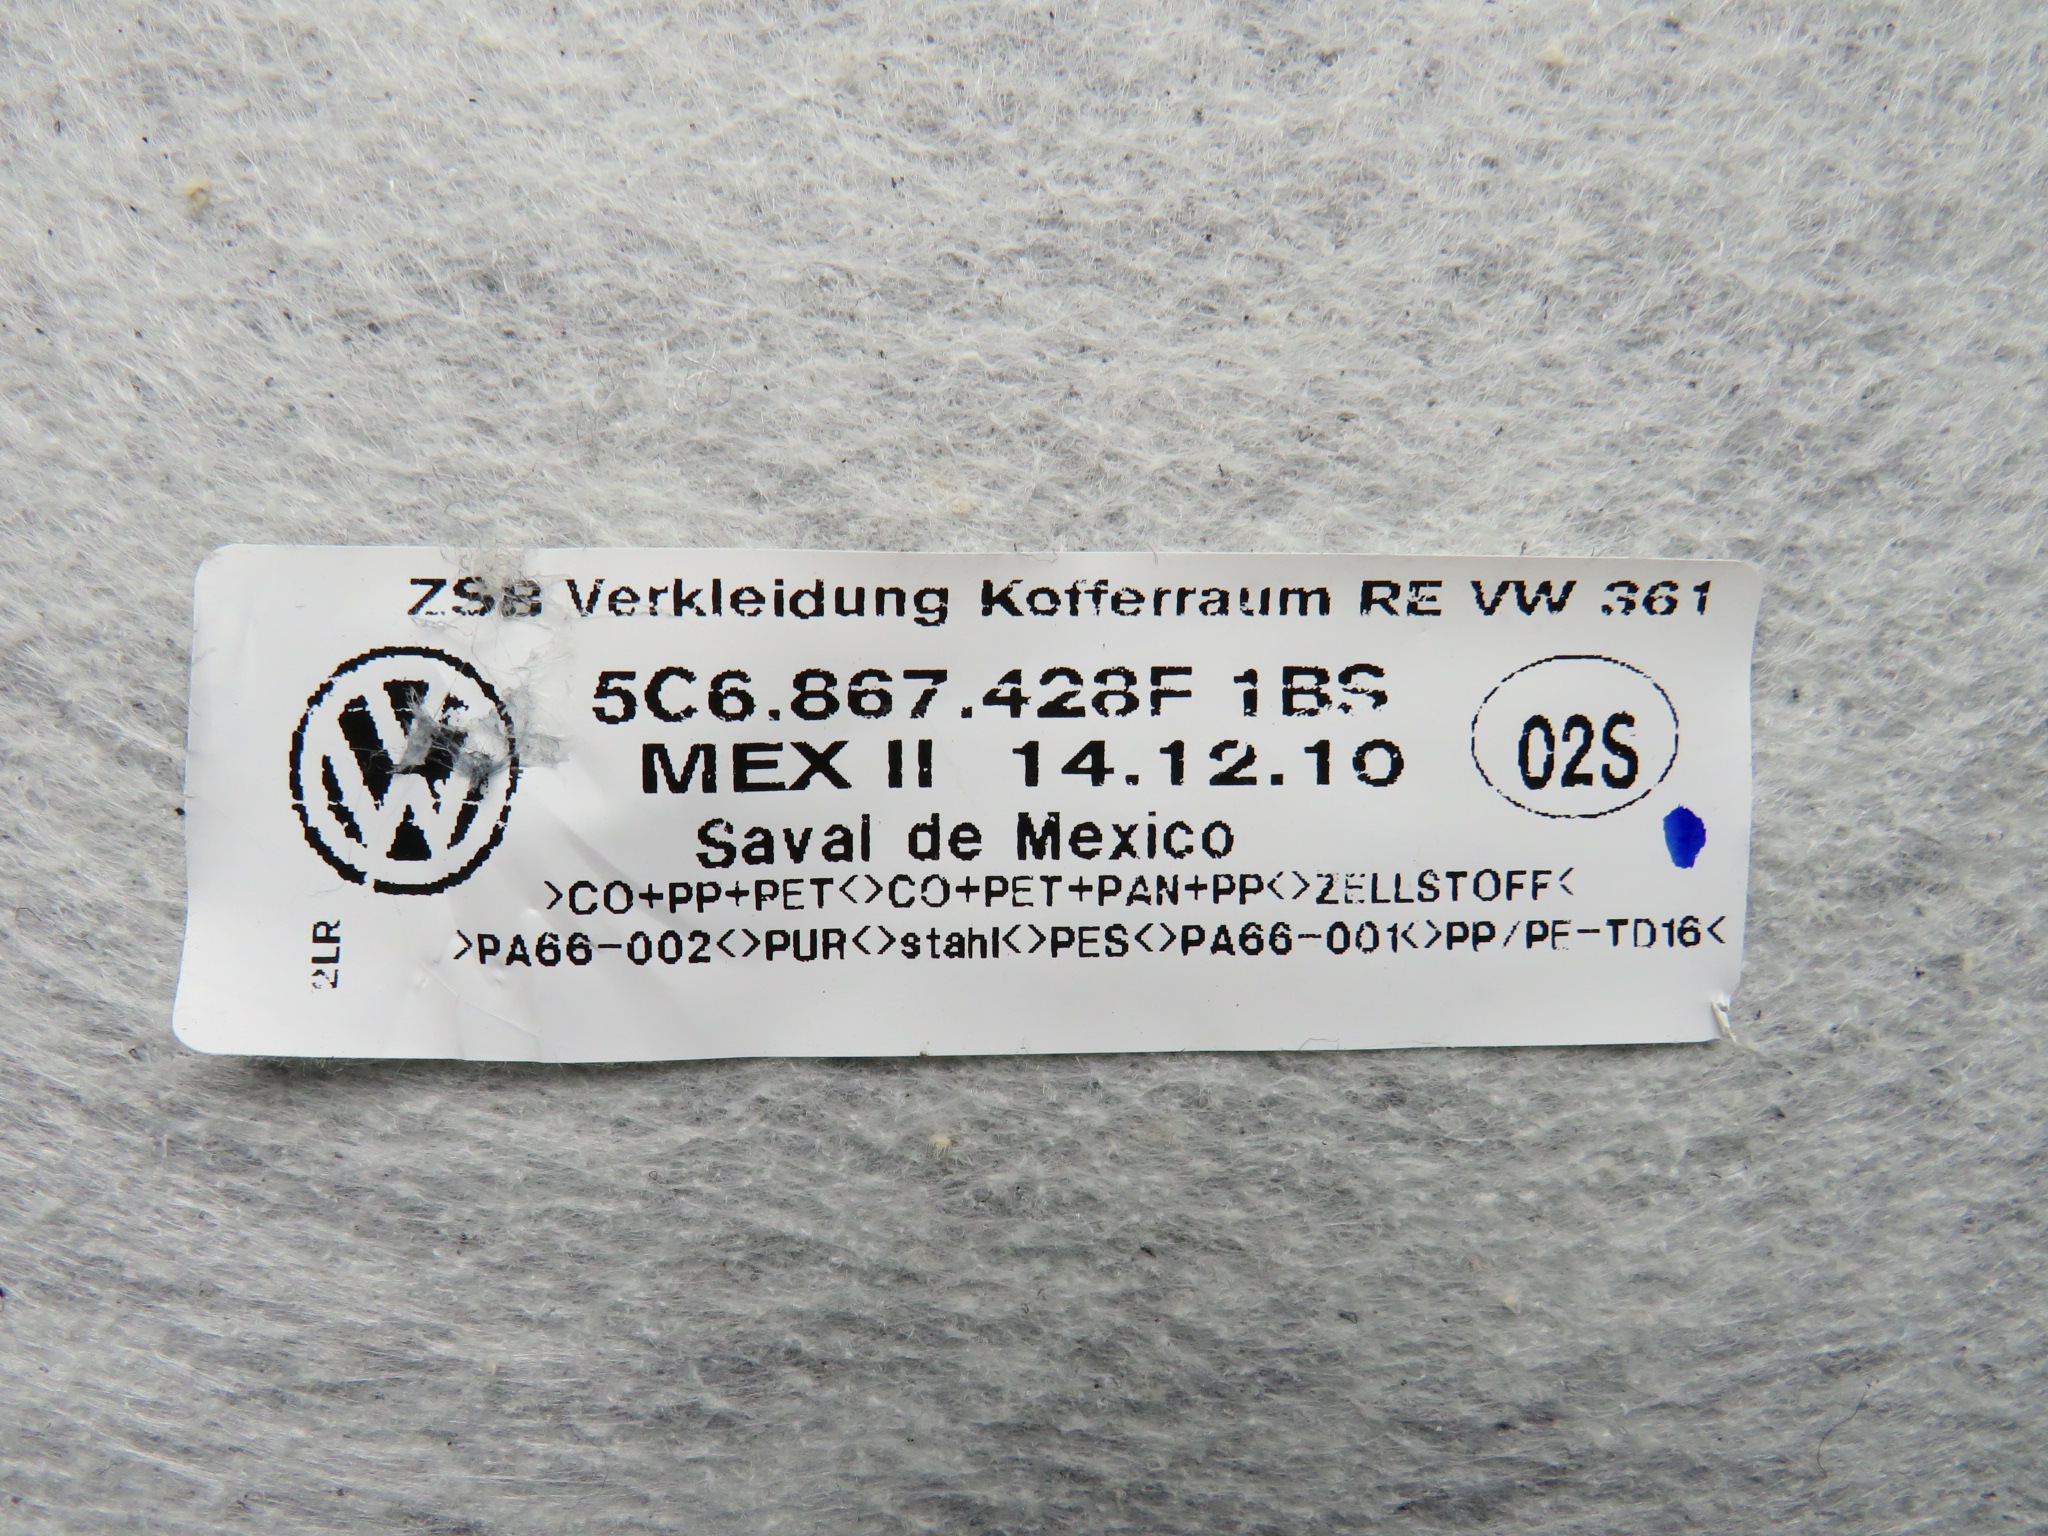 ZSB Verkleidung Kofferraum RE VW 361
5C6.867.428F 1BS
MEX II 14.12.10
02S
Saval de Mexico
>CO+PP+PET<>CO+PET+PAN+PP<>ZELLSTOFF<
>PA66-002<>PUR<>stahl<>PES<>PA66-001<>PP/PE-TD16<
2LR